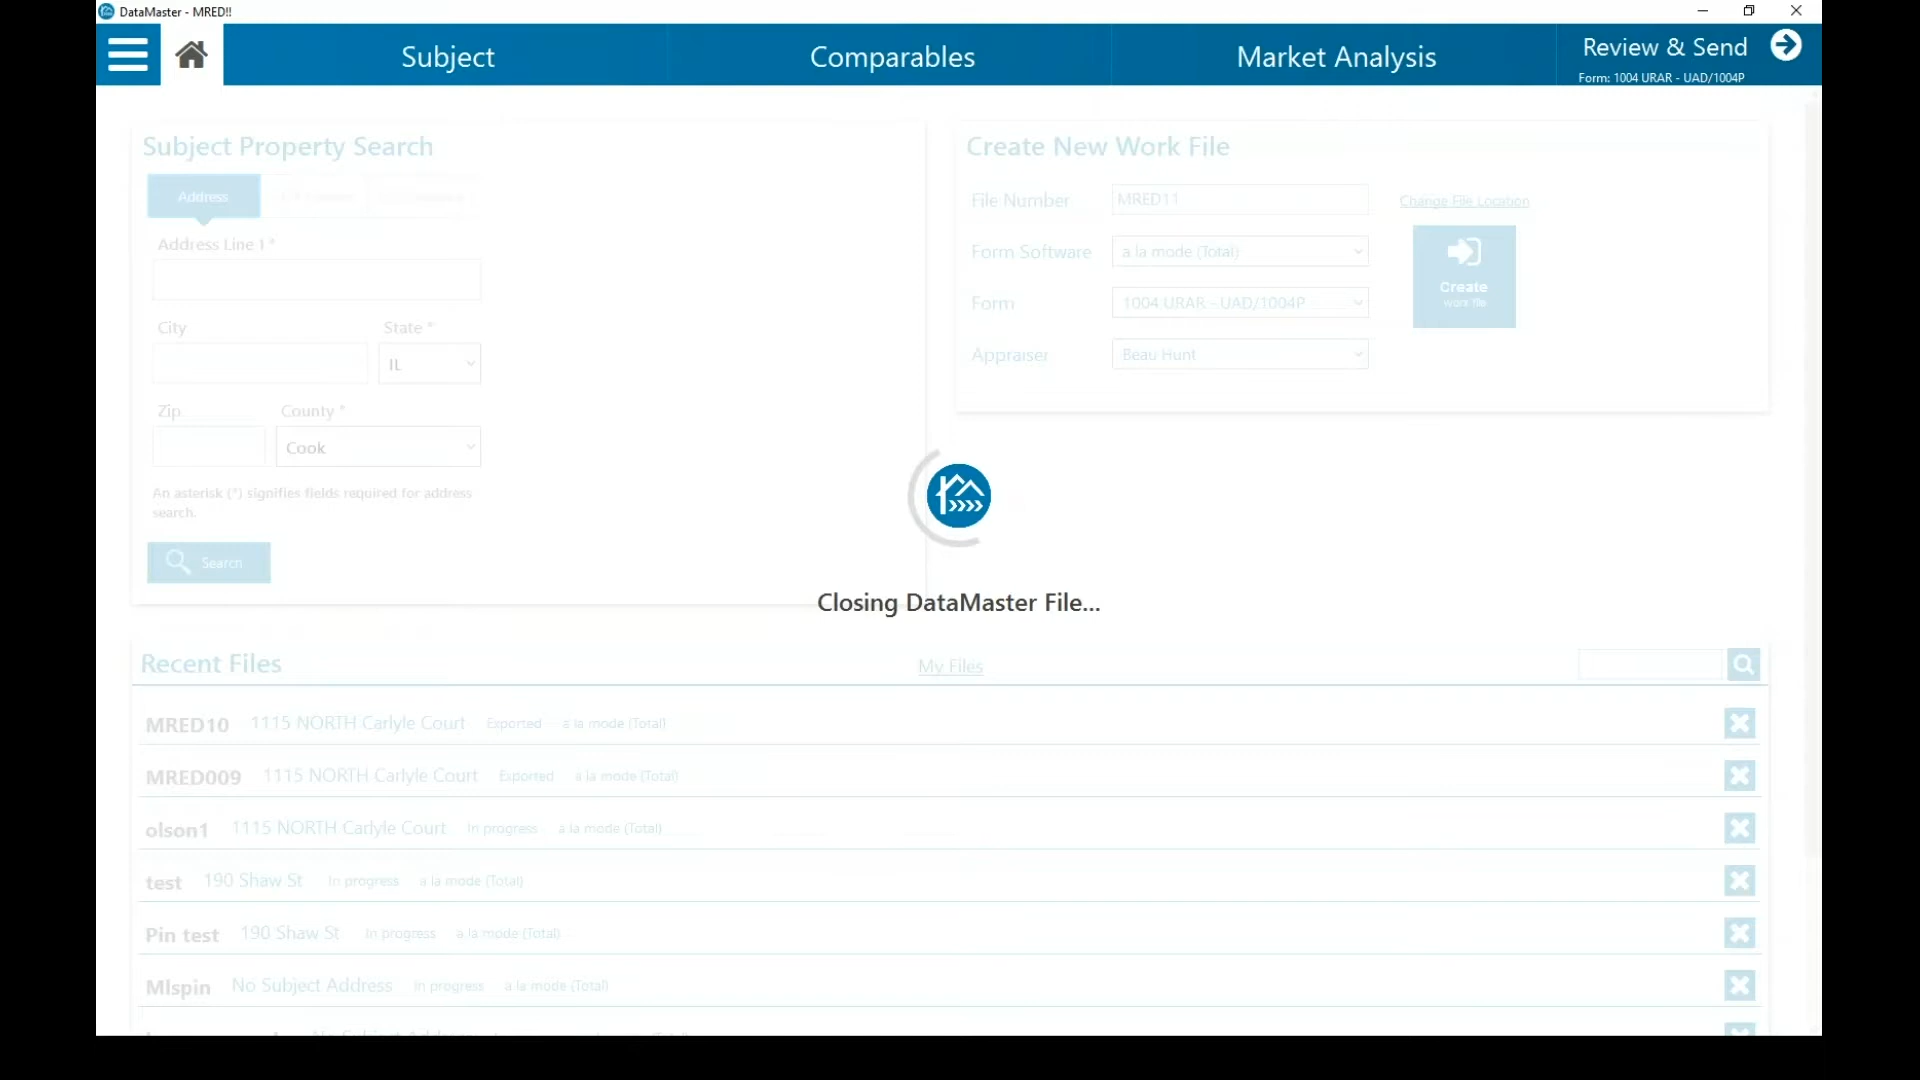 DataMaster - MRED!!
Subject
Comparables
Market Analysis
Review & Send
Form: 1004 URAR - UAD/1004P
Subject Property Search
Address
Address Line 1 *
City
State *
IL
Zip
County *
Cook
An asterisk (*) signifies fields required for address
search.
Search
Create New Work File
File Number
MRED11
Change File Location
Form Software
a la mode (Total)
Create
work file
Form
1004 URAR - UAD/1004P
Appraiser
Beau Hunt
Closing DataMaster File...
Recent Files
My Files
MRED10 1115 NORTH Carlyle Court Exported a la mode (Total)
MRED009 1115 NORTH Carlyle Court Exported a la mode (Total)
olson1 1115 NORTH Carlyle Court In progress a la mode (Total)
test 190 Shaw St In progress a la mode (Total)
Pin test 190 Shaw St In progress a la mode (Total)
Mlspin No Subject Address In progress a la mode (Total)
No Subject Address